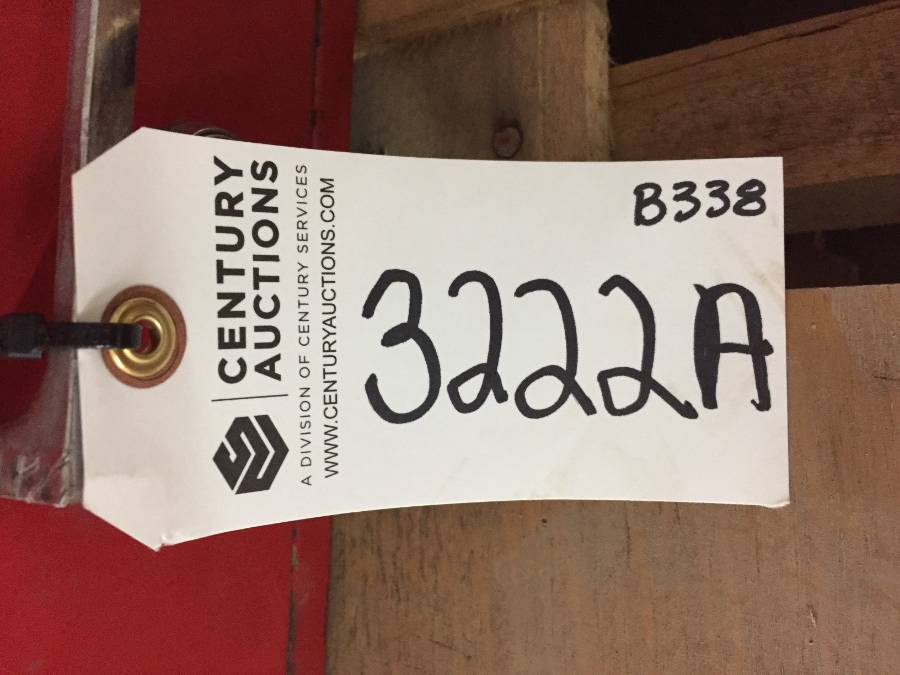 CENTURY
AUCTIONS
A DIVISION OF CENTURY SERVICES
WWW.CENTURYAUCTIONS.COM
B338
3222A